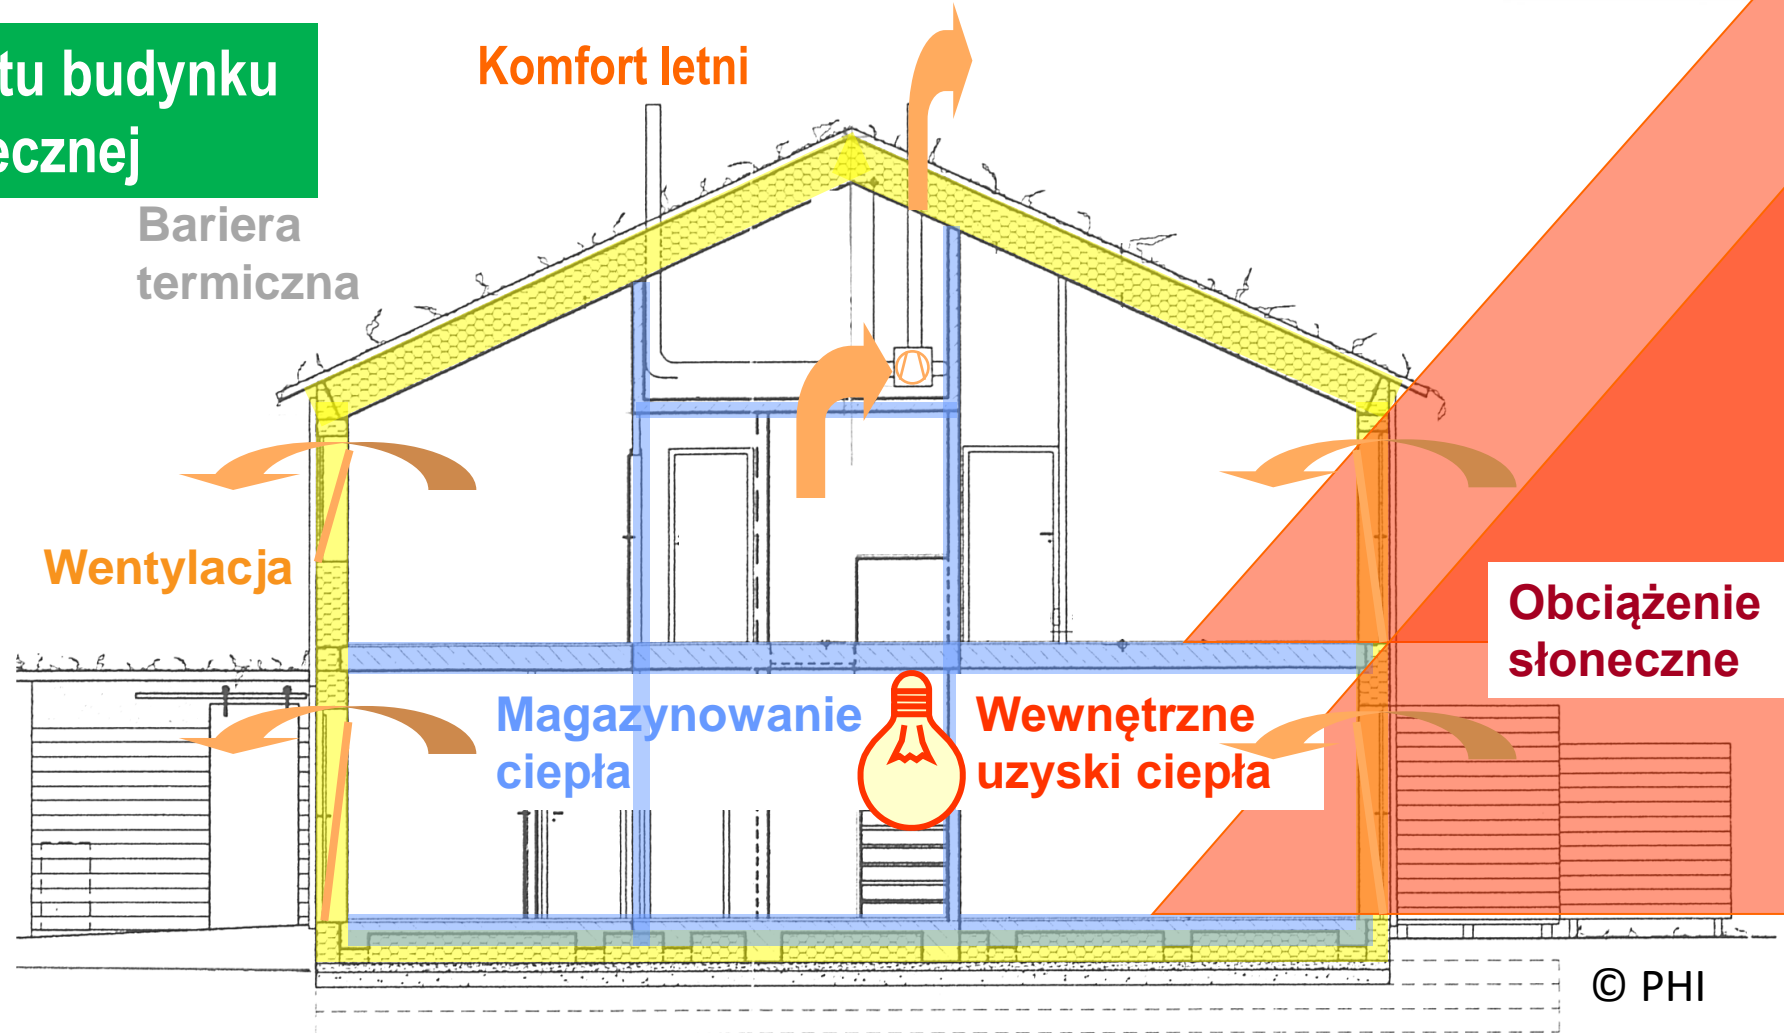 tu budynku
ecznej
Komfort letni
Bariera
termiczna
Wentylacja
Obciążenie
słoneczne
Magazynowanie
ciepła
Wewnętrzne
uzyski ciepła
© PHI